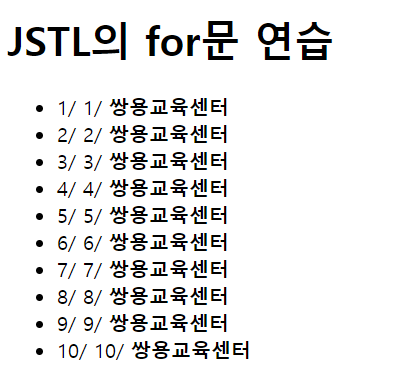 JSTL의 for문 연습
1/ 1/ 쌍용교육센터
2/ 2/ 쌍용교육센터
3/ 3/ 쌍용교육센터
4/ 4/ 쌍용교육센터
5/ 5/ 쌍용교육센터
6/ 6/ 쌍용교육센터
7/ 7/ 쌍용교육센터
8/ 8/ 쌍용교육센터
9/ 9/ 쌍용교육센터
10/ 10/ 쌍용교육센터